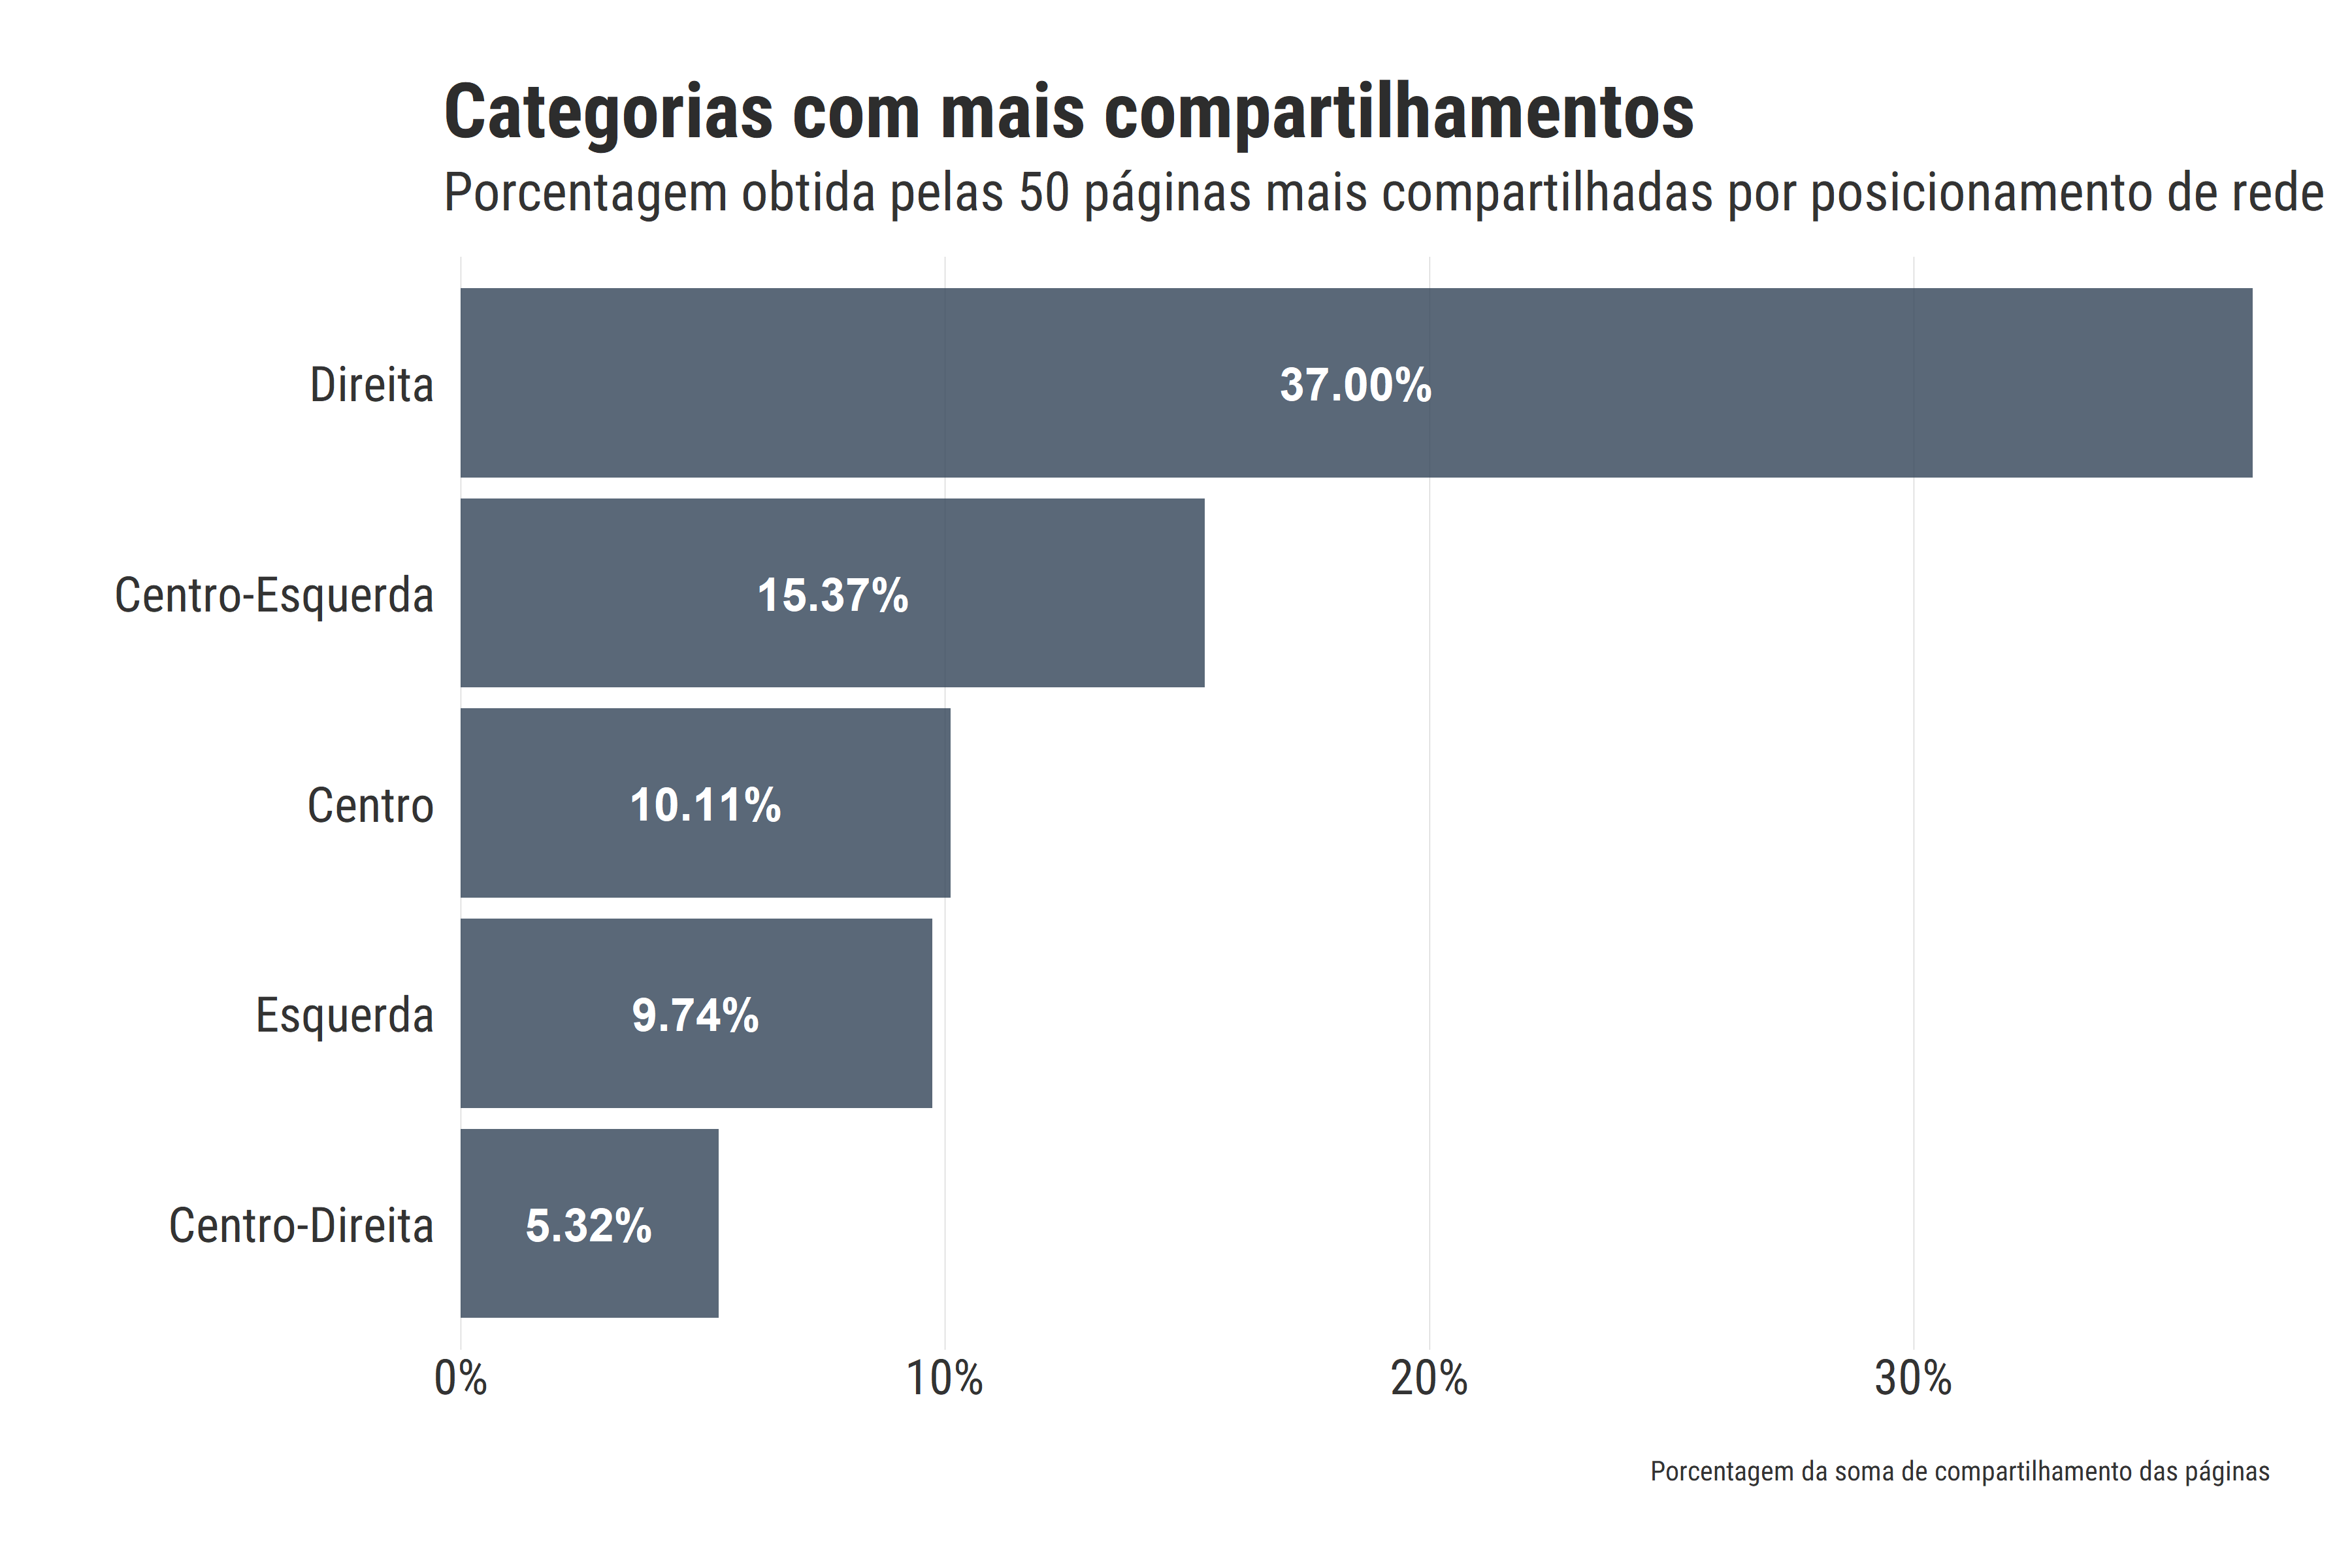 Categorias com mais compartilhamentos
Porcentagem obtida pelas 50 páginas mais compartilhadas por posicionamento de rede
Direita
37.00%
Centro-Esquerda
15.37%
Centro
10.11%
Esquerda
9.74%
Centro-Direita
5.32%
0%
10%
20%
30%
Porcentagem da soma de compartilhamento das páginas